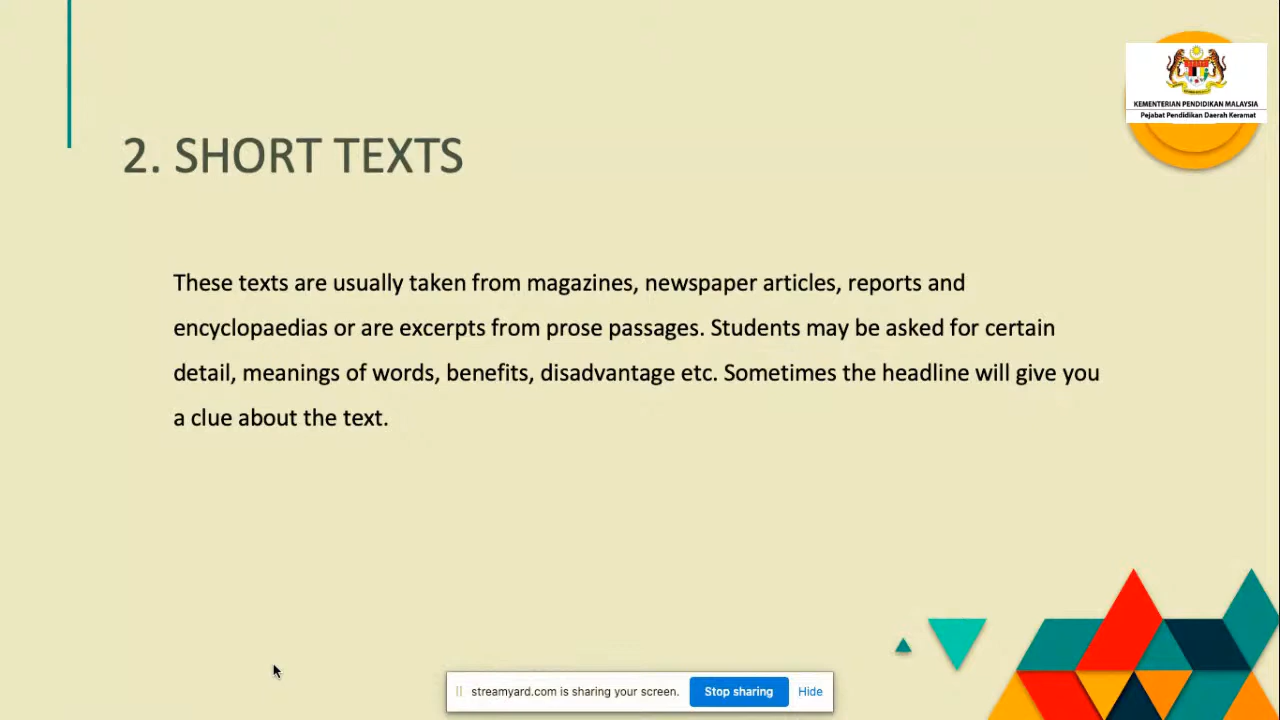 KEMENTERIAN PENDIDIKAN MALAYSIA
Pejabat Pendidikan Daerah Keramat
2. SHORT TEXTS
These texts are usually taken from magazines, newspaper articles, reports and
encyclopaedias or are excerpts from prose passages. Students may be asked for certain
detail, meanings of words, benefits, disadvantage etc. Sometimes the headline will give you
a clue about the text.
streamyard.com is sharing your screen. Stop sharing Hide